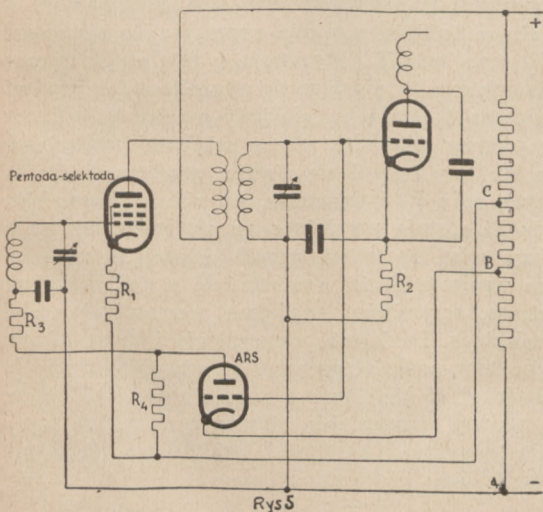 +
Pentoda-selektoda
C
B
R1
R2
R3
ARS
R4
A
-
Rys 5